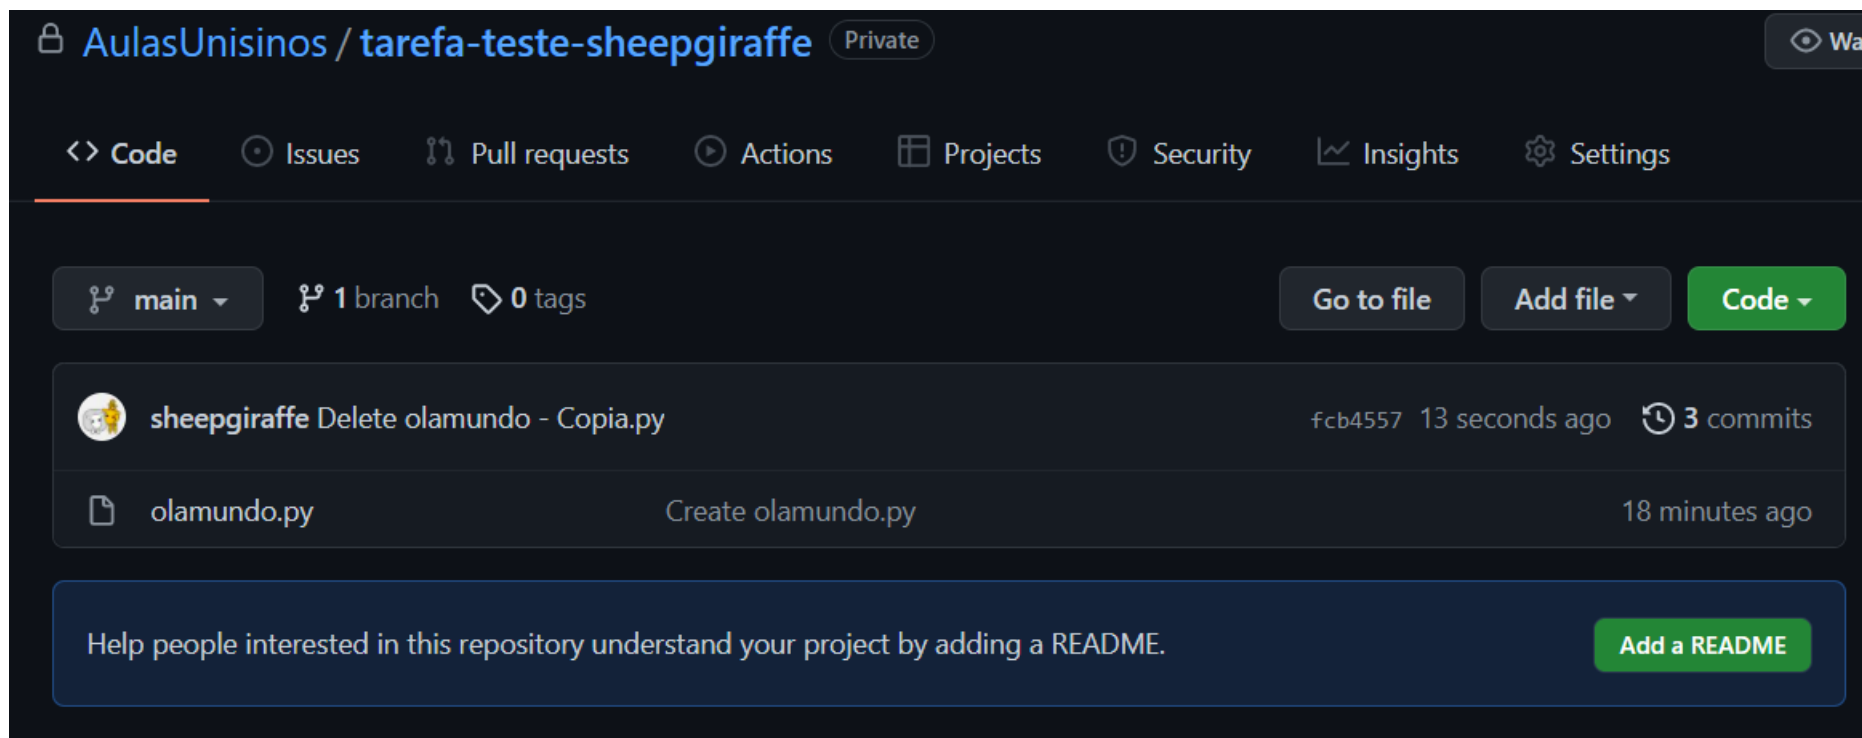 AulasUnisinos / tarefa-teste-sheepgiraffe Private
Code Issues Pull requests Actions Projects Security Insights Settings
main 1 branch 0 tags Go to file Add file Code
sheepgiraffe Delete olamundo - Copia.py fcb4557 13 seconds ago 3 commits
olamundo.py Create olamundo.py 18 minutes ago
Help people interested in this repository understand your project by adding a README. Add a README